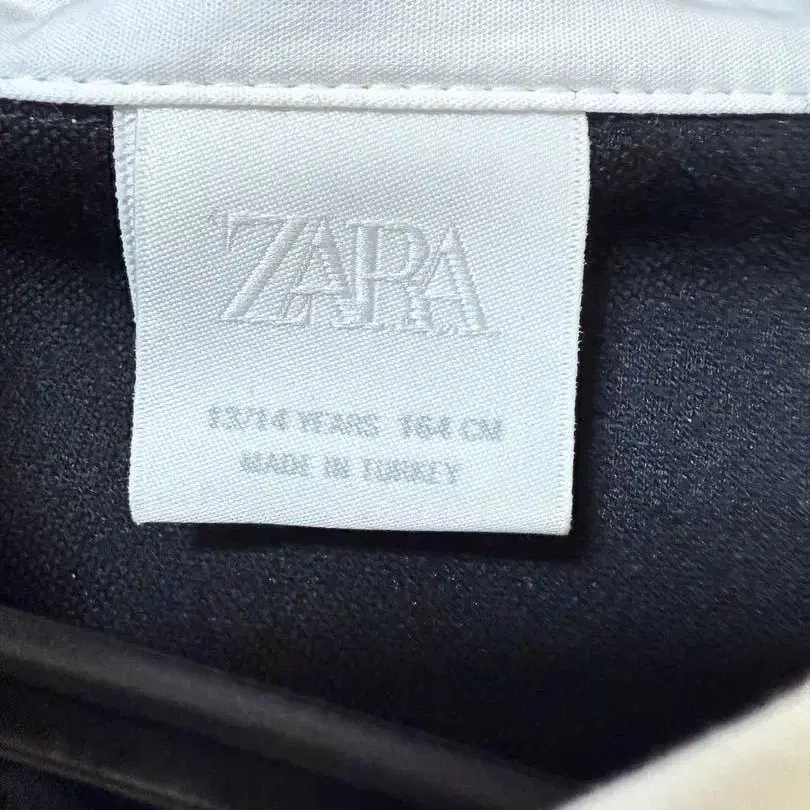 ZARA
13/14 YEARS 164 CM
MADE IN TURKEY